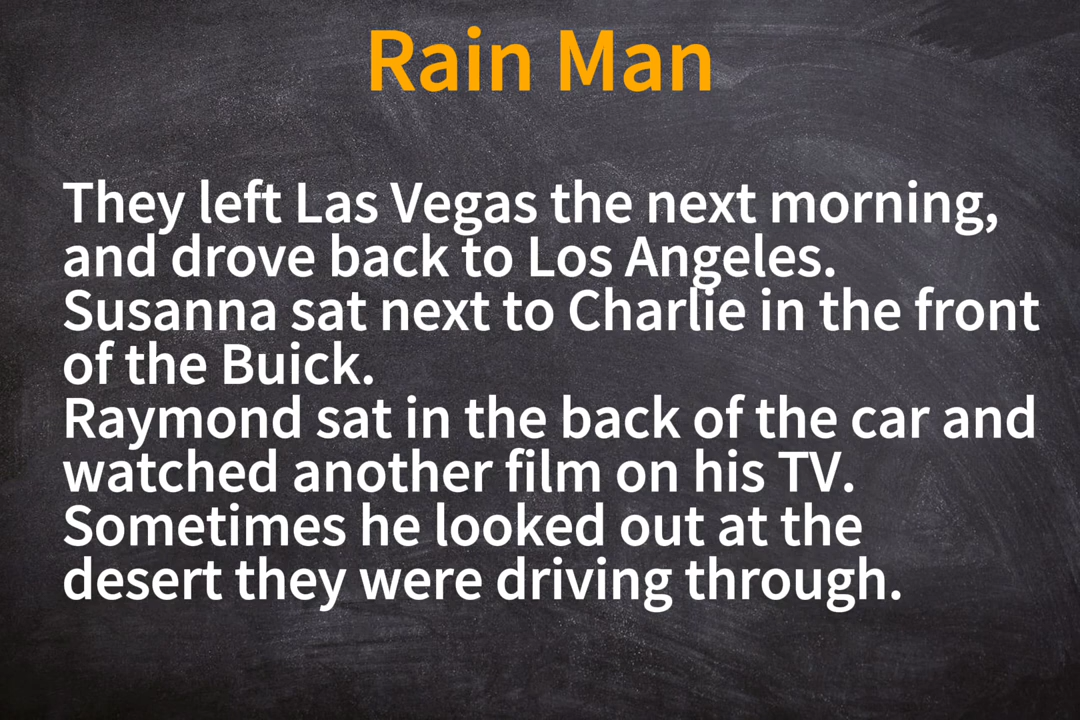 Rain Man
They left Las Vegas the next morning,
and drove back to Los Angeles.
Susanna sat next to Charlie in the front
of the Buick.
Raymond sat in the back of the car and
watched another film on his TV.
Sometimes he looked out at the
desert they were driving through.